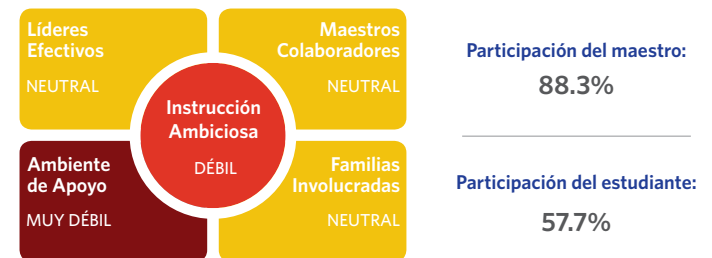 Líderes
Efectivos
NEUTRAL
Maestros
Colaboradores
NEUTRAL
Instrucción
Ambiciosa
DÉBIL
Ambiente
de Apoyo
MUY DÉBIL
Familias
Involucradas
NEUTRAL
Participación del maestro:
88.3%
Participación del estudiante:
57.7%